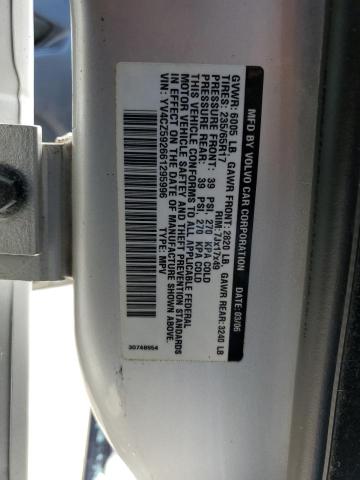 MFD BY VOLVO CAR CORPORATION DATE: 03/06
GVWR: 6005 LB, GAWR FRONT: 2820 LB GAWR REAR: 3240 LB
TIRES: 235/65R17 RIM: 7Jx17x49
PRESSURE FRONT: 39 PSI, 270 KPA COLD
PRESSURE REAR: 39 PSI, 270 KPA COLD
THIS VEHICLE CONFORMS TO ALL APPLICABLE FEDERAL
MOTOR VEHICLE SAFTEY AND THEFT PREVENTION STANDARDS
IN EFFECT ON THE DATE OF MANUFACTURE SHOWN ABOVE.
VIN: YV4CZ592661295996 TYPE: MPV
30748954